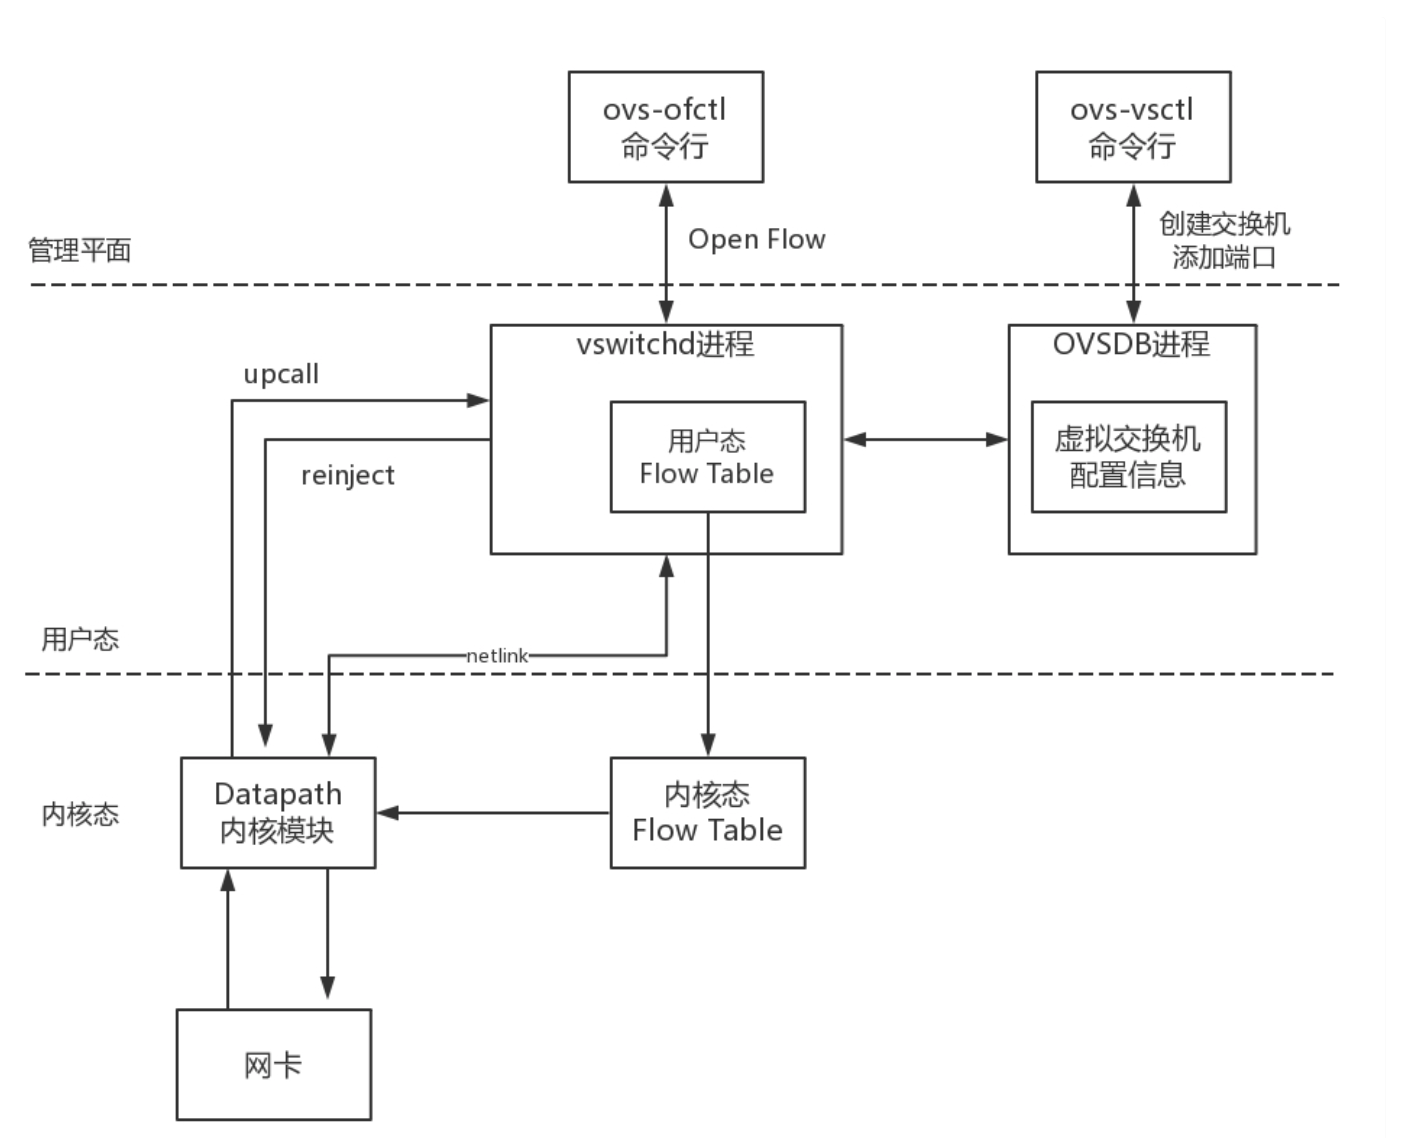 ovs-ofctl
命令行
ovs-vsctl
命令行
管理平面
Open Flow
创建交换机
添加端口
vswitchd进程
OVSDB进程
upcall
用户态
Flow Table
虚拟交换机
配置信息
reinject
用户态
netlink
内核态
Datapath
内核模块
内核态
Flow Table
网卡